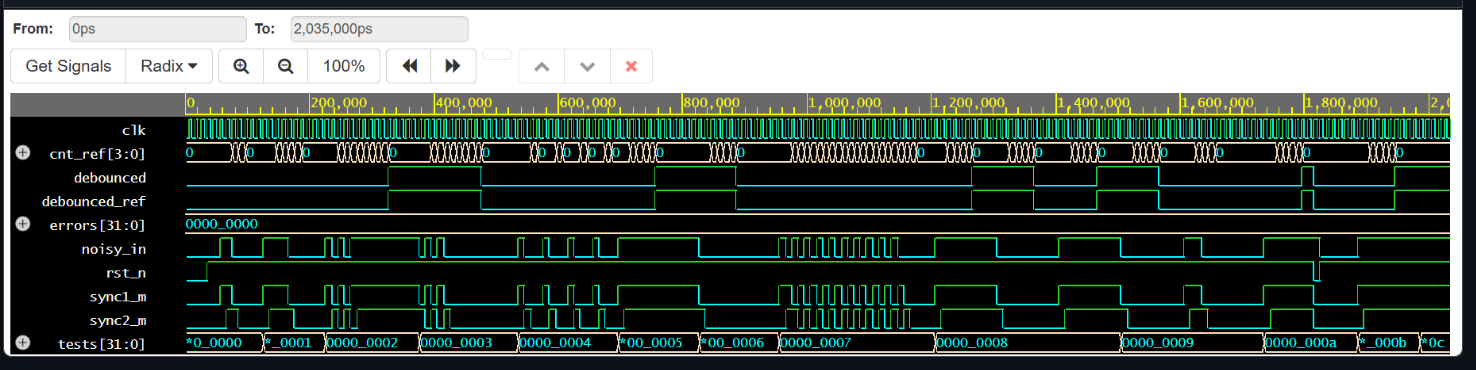 From: 0ps To: 2,035,000ps
Get Signals Radix 100%
0 200,000 400,000 600,000 800,000 1,000,000 1,200,000 1,400,000 1,600,000 1,800,000 2,0
clk
cnt_ref[3:0] 0 0 0 0 0 0 0 0 0 0 0 0 0 0 0 0 0 0
debounced
debounced_ref
errors[31:0] 0000_0000
noisy_in
rst_n
sync1_m
sync2_m
tests[31:0] *0_0000 *_0001 0000_0002 0000_0003 0000_0004 *00_0005 *00_0006 0000_0007 0000_0008 0000_0009 0000_000a *_000b *0c